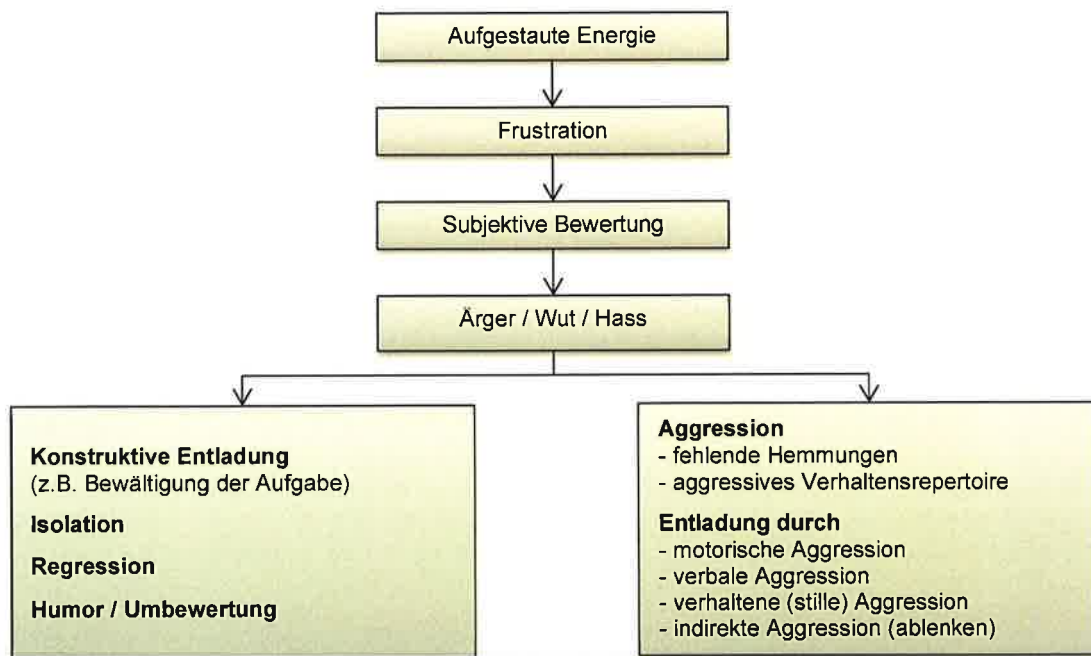 Aufgestaute Energie
Frustration
Subjektive Bewertung
Ärger / Wut / Hass
Konstruktive Entladung
(z.B. Bewältigung der Aufgabe)
Isolation
Regression
Humor / Umbewertung
Aggression
- fehlende Hemmungen
- aggressives Verhaltensrepertoire
Entladung durch
- motorische Aggression
- verbale Aggression
- verhaltene (stille) Aggression
- indirekte Aggression (ablenken)